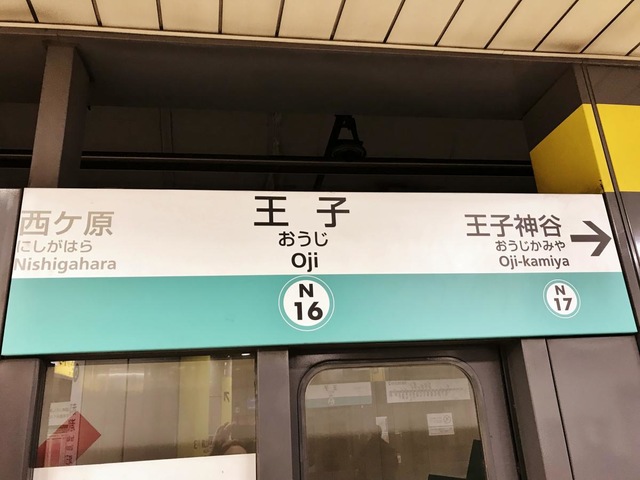 西ケ原
にしがはら
Nishigahara
王子
おうじ
Oji
N
16
王子神谷
おうじかみや
Oji-kamiya
N
17